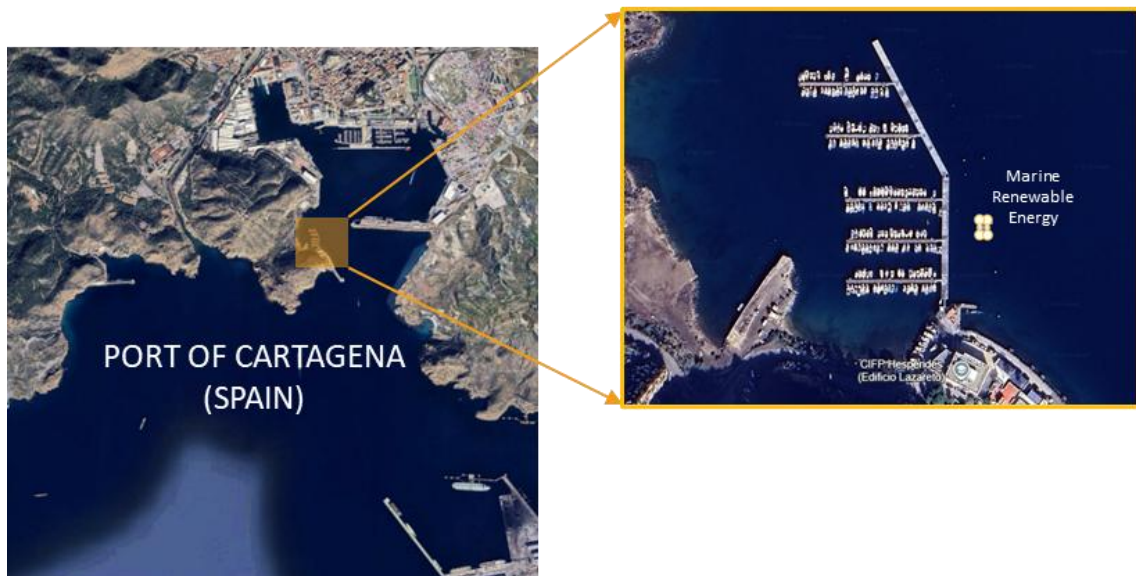 PORT OF CARTAGENA
(SPAIN)
Marine
Renewable
Energy
CIFP Hespérides
(Edificio Lazareto)